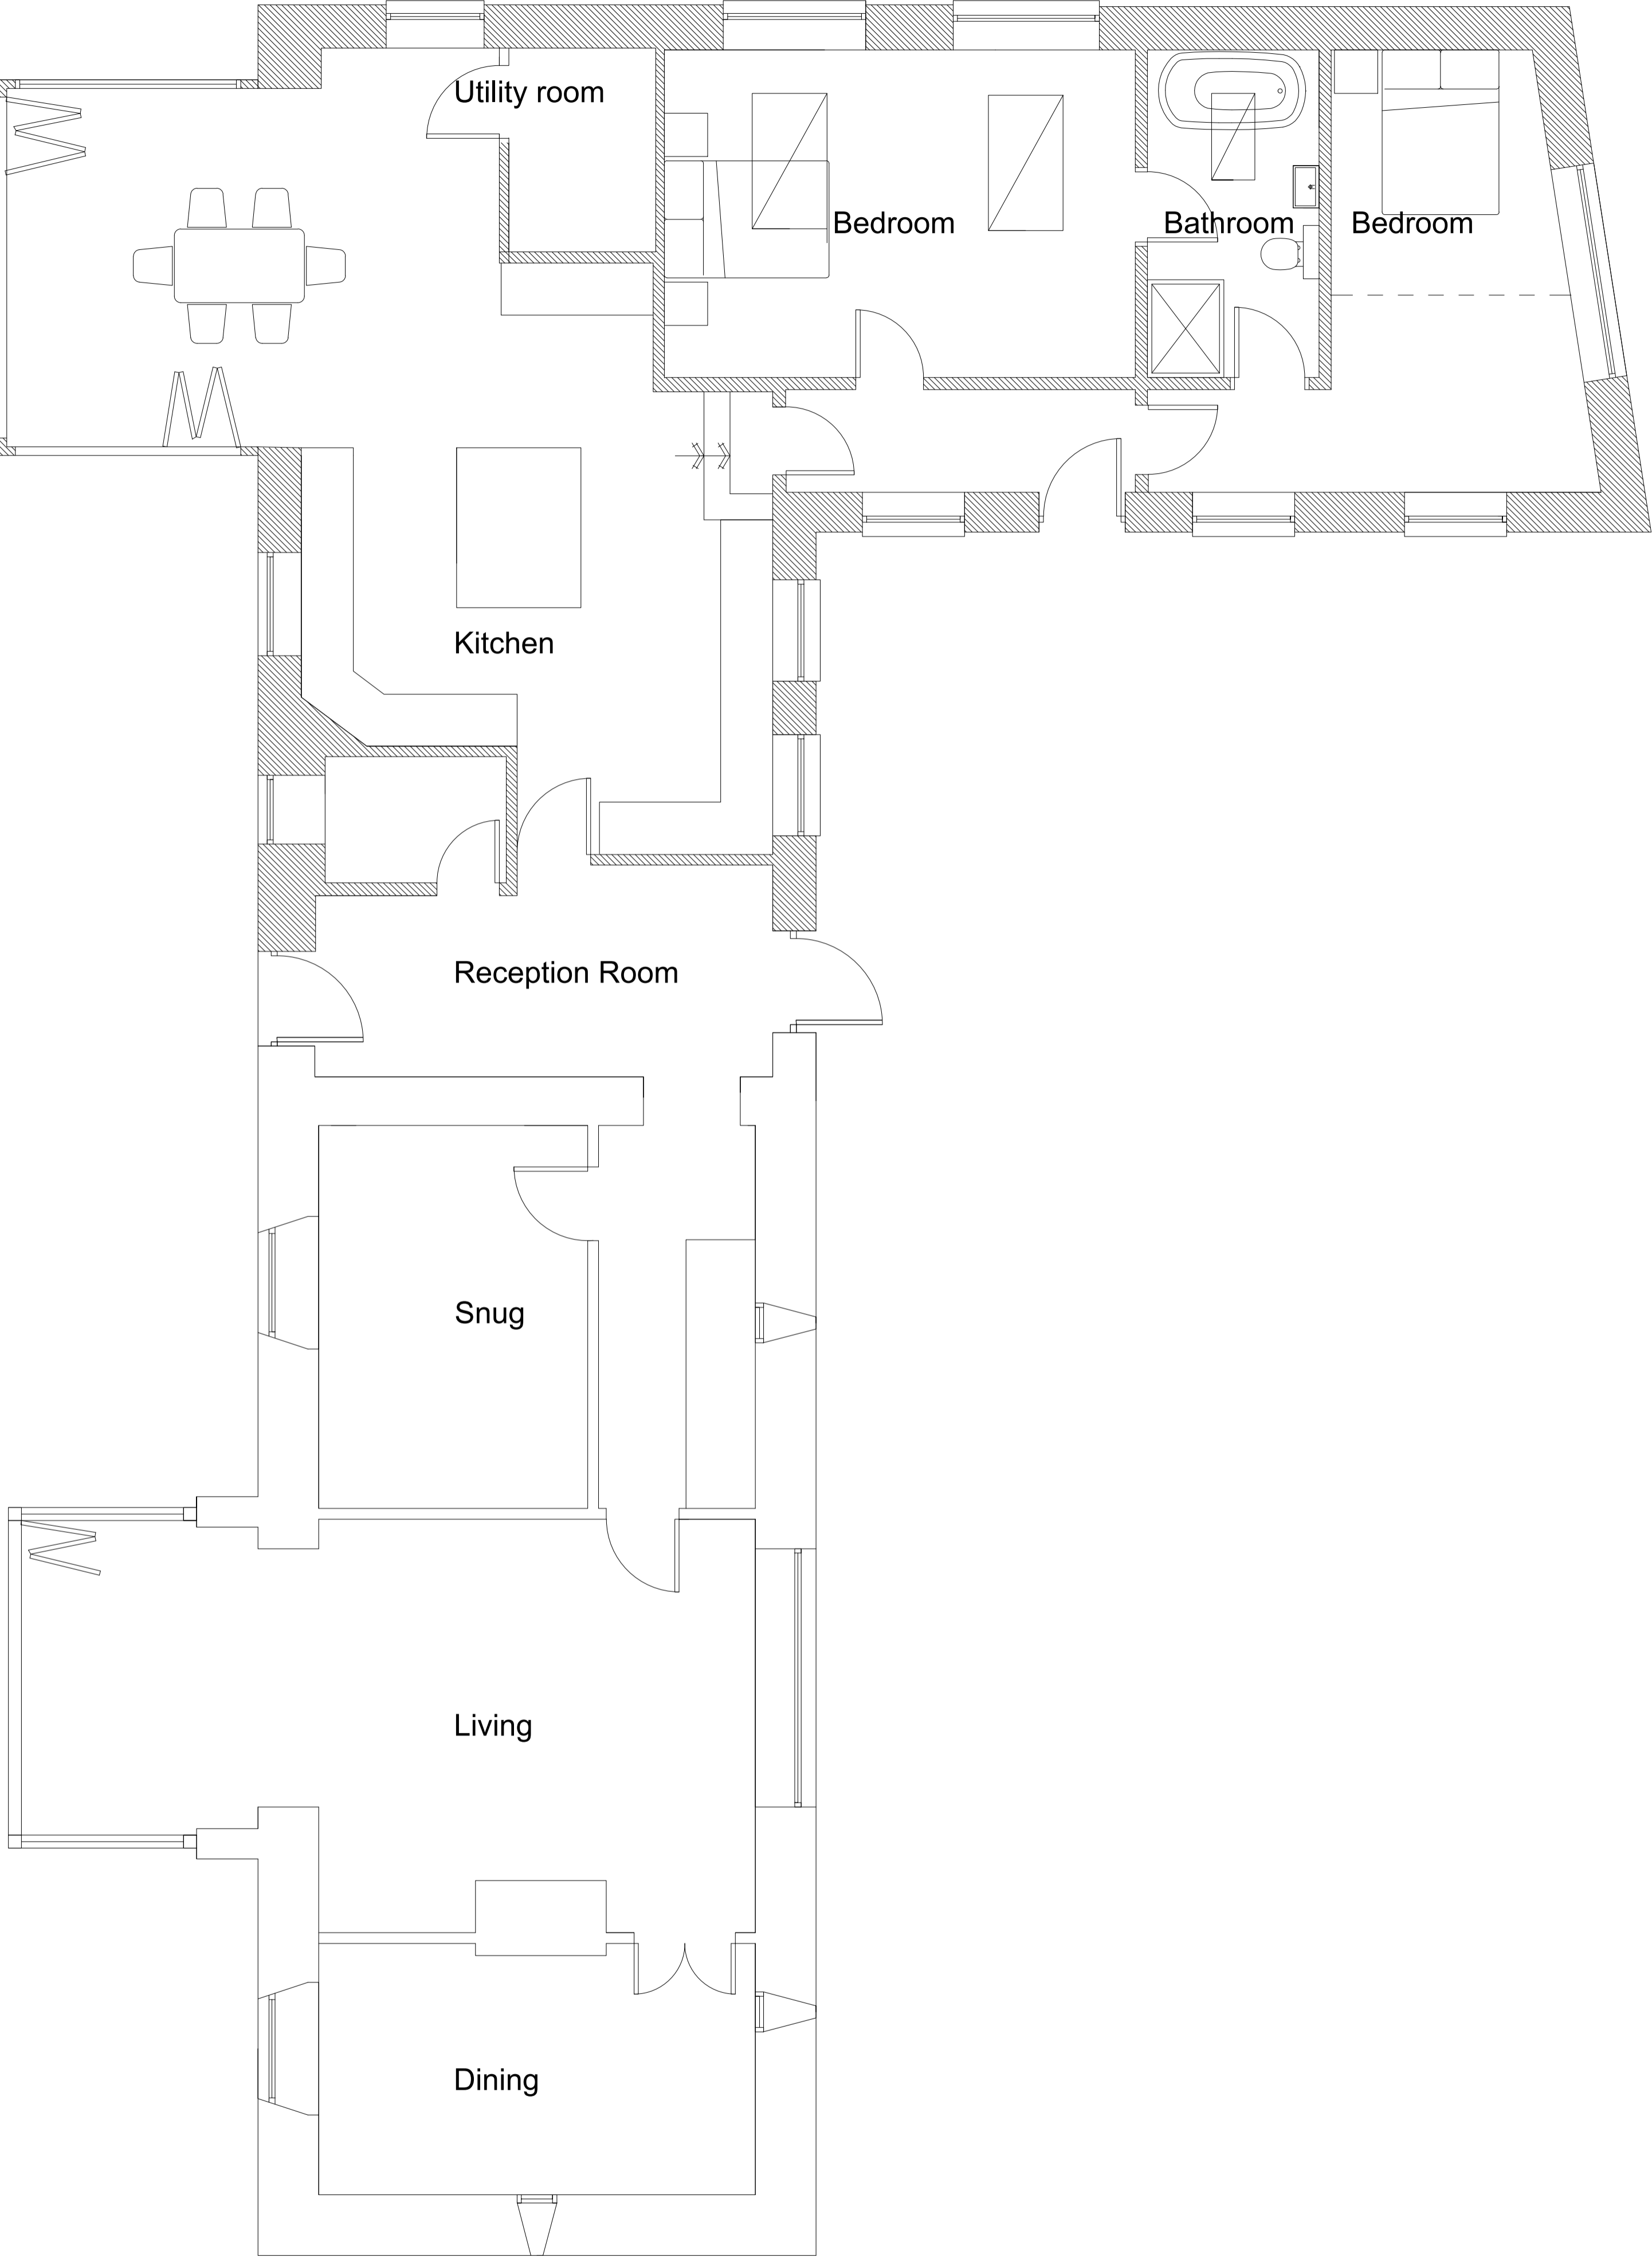 Utility room
Bedroom
Bathroom
Bedroom
Kitchen
Reception Room
Snug
Living
Dining